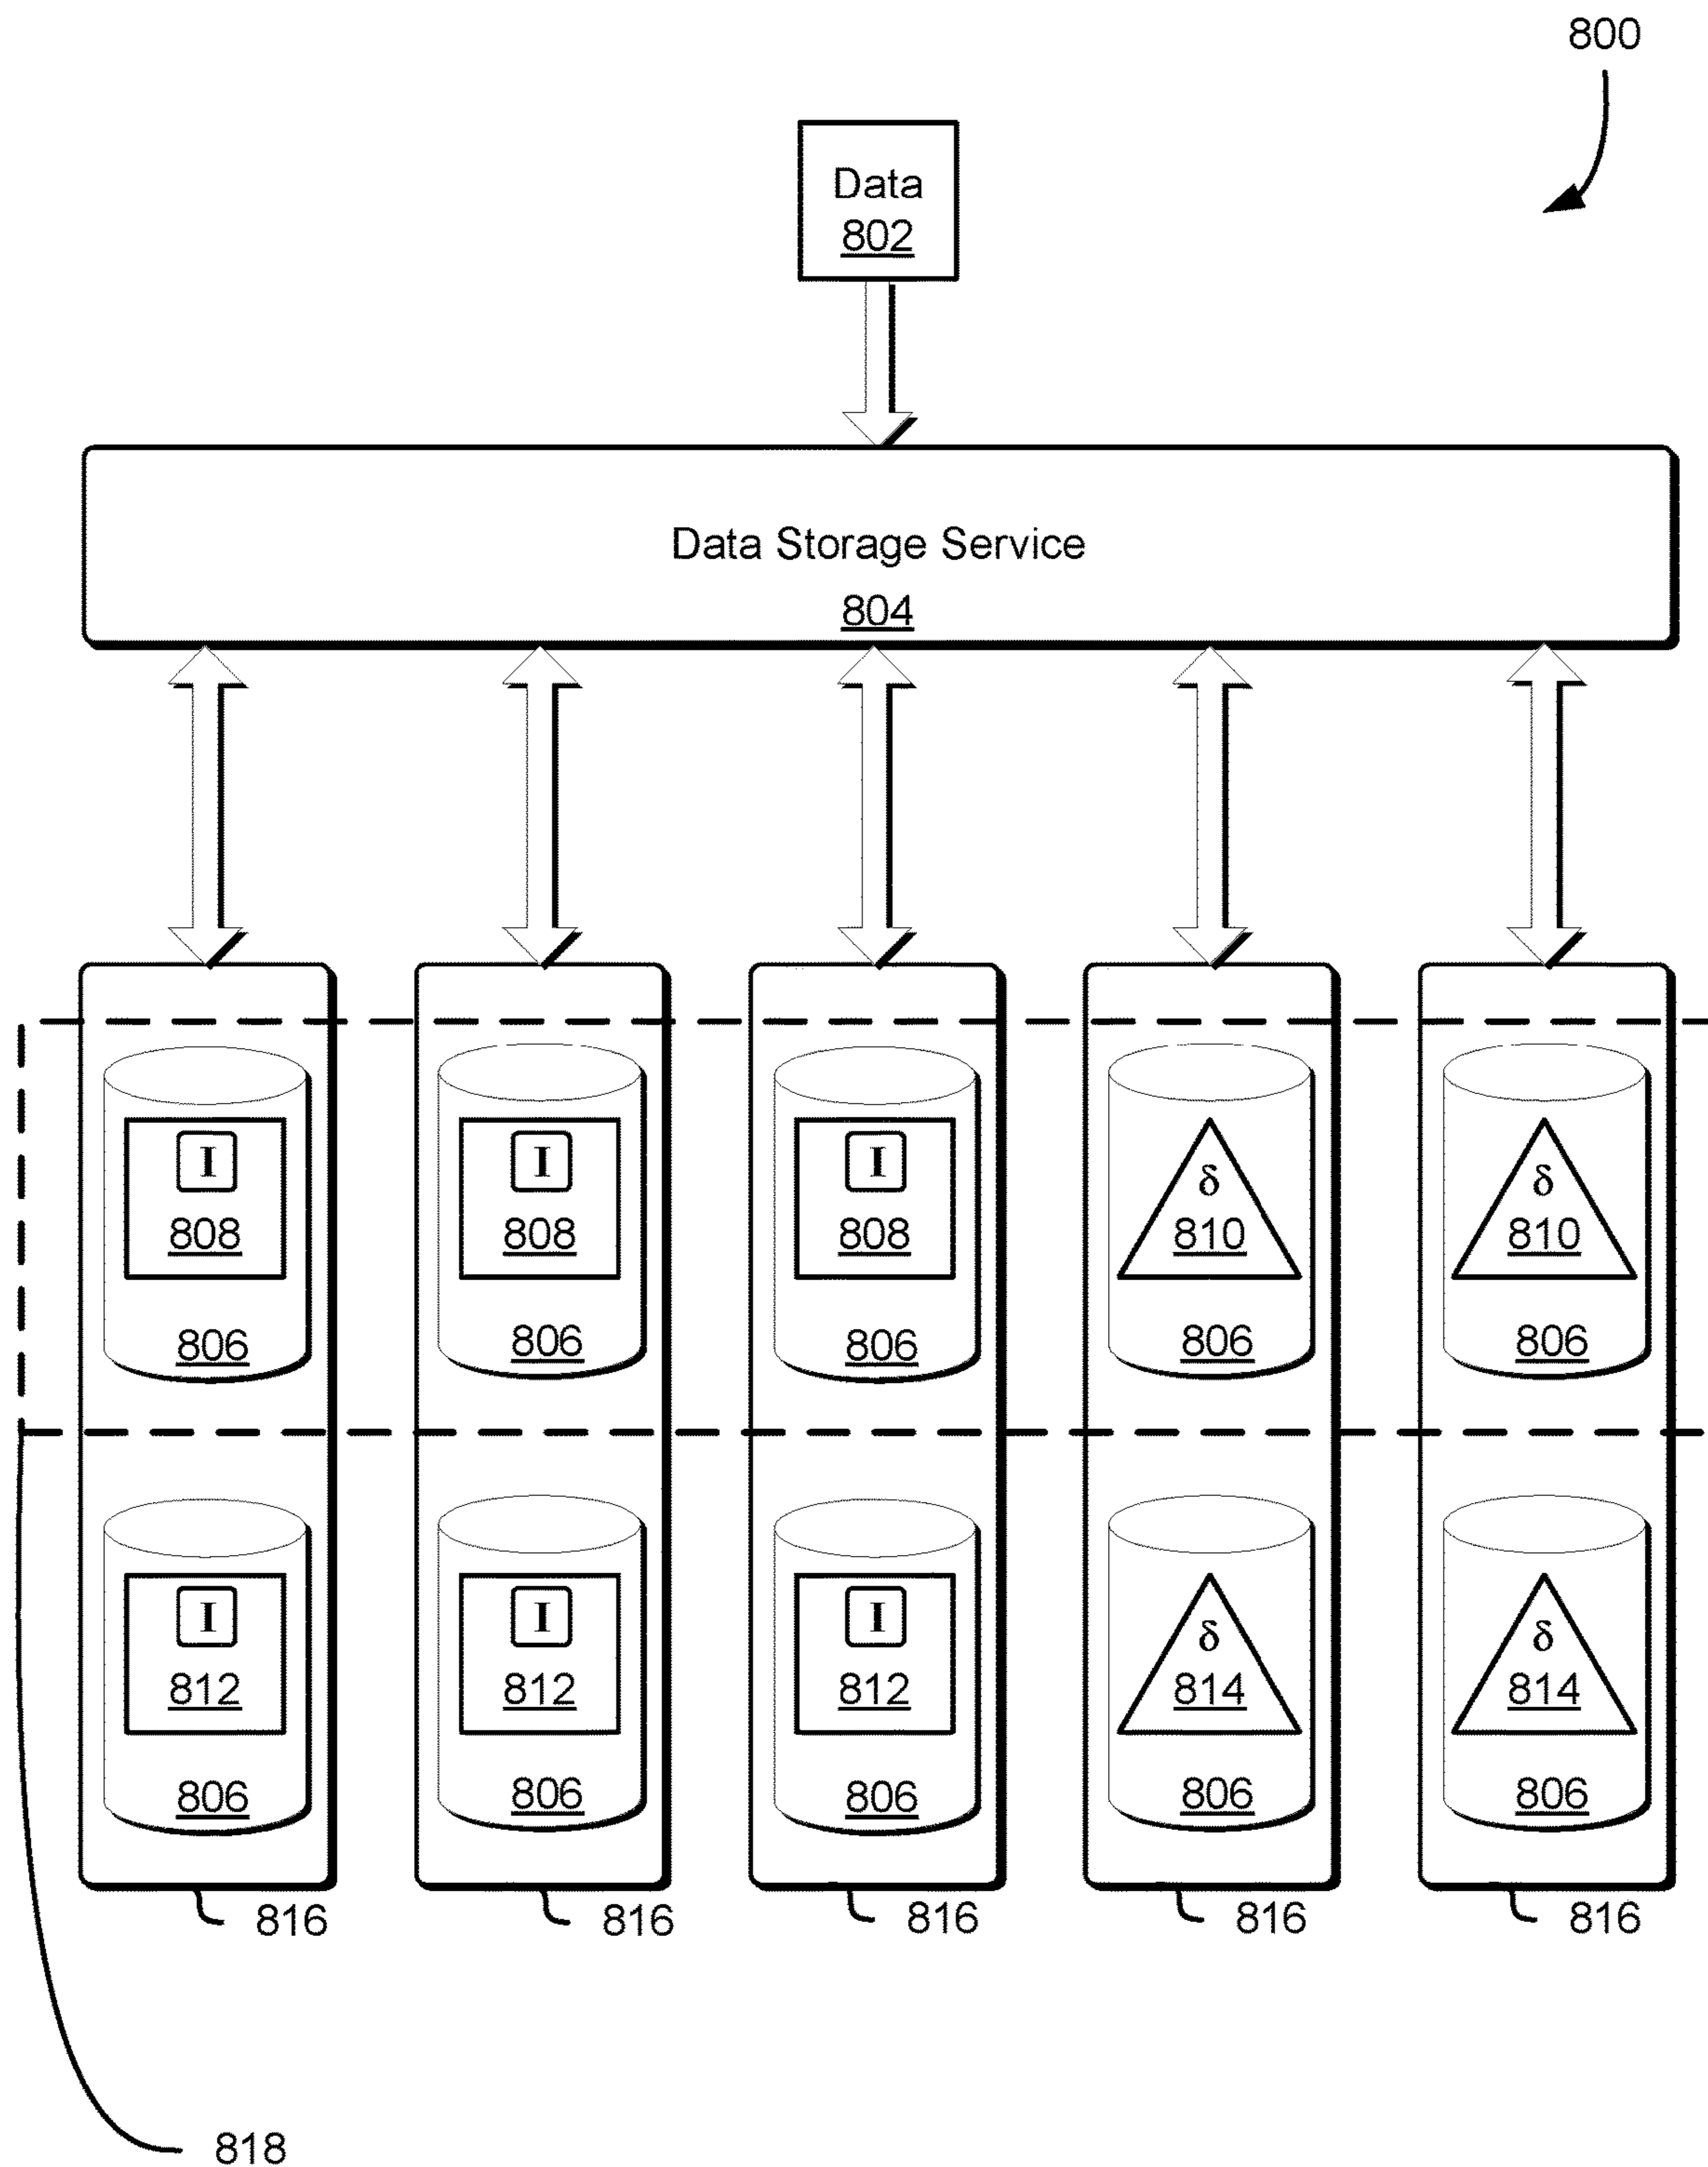 800
Data
802
Data Storage Service
804
I I I δ δ
808 808 808 810 810
806 806 806 806 806
I I I δ δ
812 812 812 814 814
806 806 806 806 806
816 816 816 816 816
818